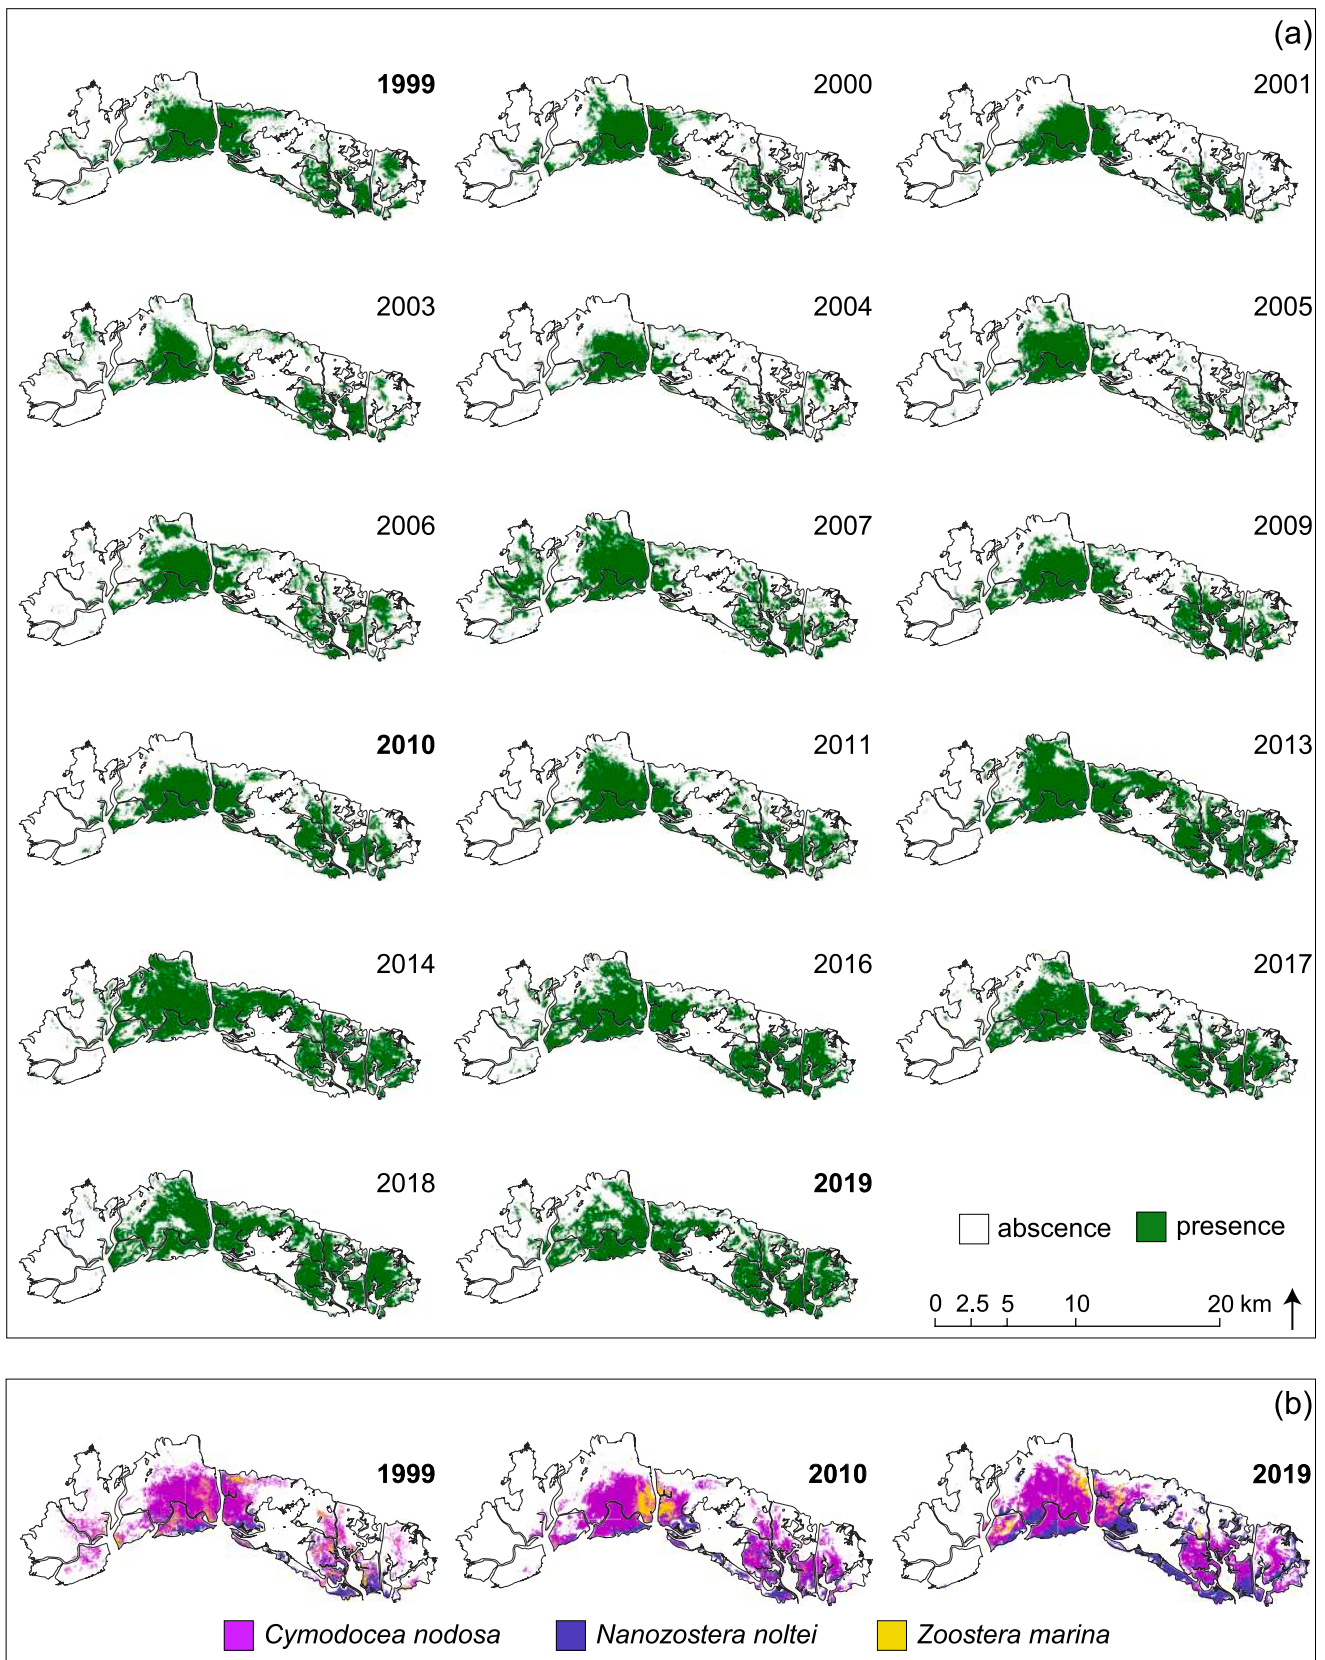 (a)
1999 2000 2001
2003 2004 2005
2006 2007 2009
2010 2011 2013
2014 2016 2017
2018 2019
abscence presence
0 2.5 5 10 20 km
(b)
1999 2010 2019
Cymodocea nodosa Nanozostera noltei Zoostera marina